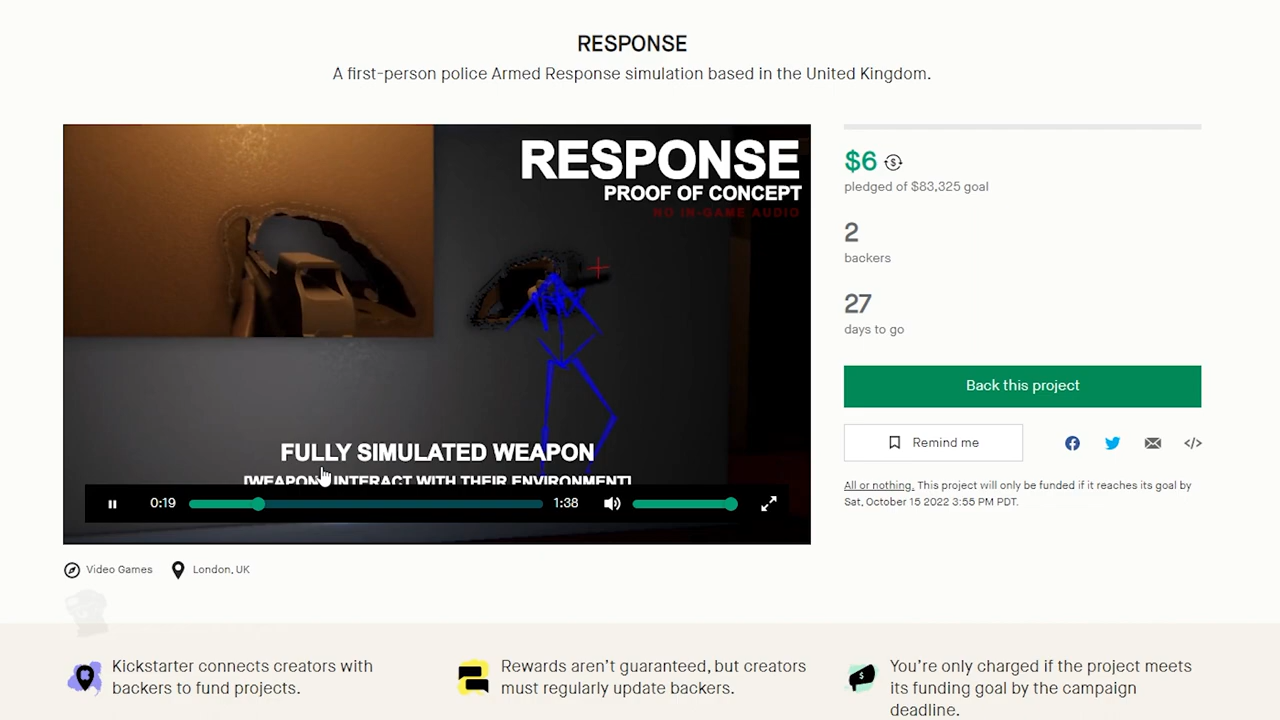 RESPONSE
A first-person police Armed Response simulation based in the United Kingdom.
RESPONSE
PROOF OF CONCEPT
NO IN-GAME AUDIO
FULLY SIMULATED WEAPON
[WEAPONS INTERACT WITH THEIR ENVIRONMENT]
0:19
1:38
Video Games
London, UK
$6
pledged of $83,325 goal
2
backers
27
days to go
Back this project
Remind me
All or nothing. This project will only be funded if it reaches its goal by
Sat, October 15 2022 3:55 PM PDT.
Kickstarter connects creators with
backers to fund projects.
Rewards aren't guaranteed, but creators
must regularly update backers.
You're only charged if the project meets
its funding goal by the campaign
deadline.